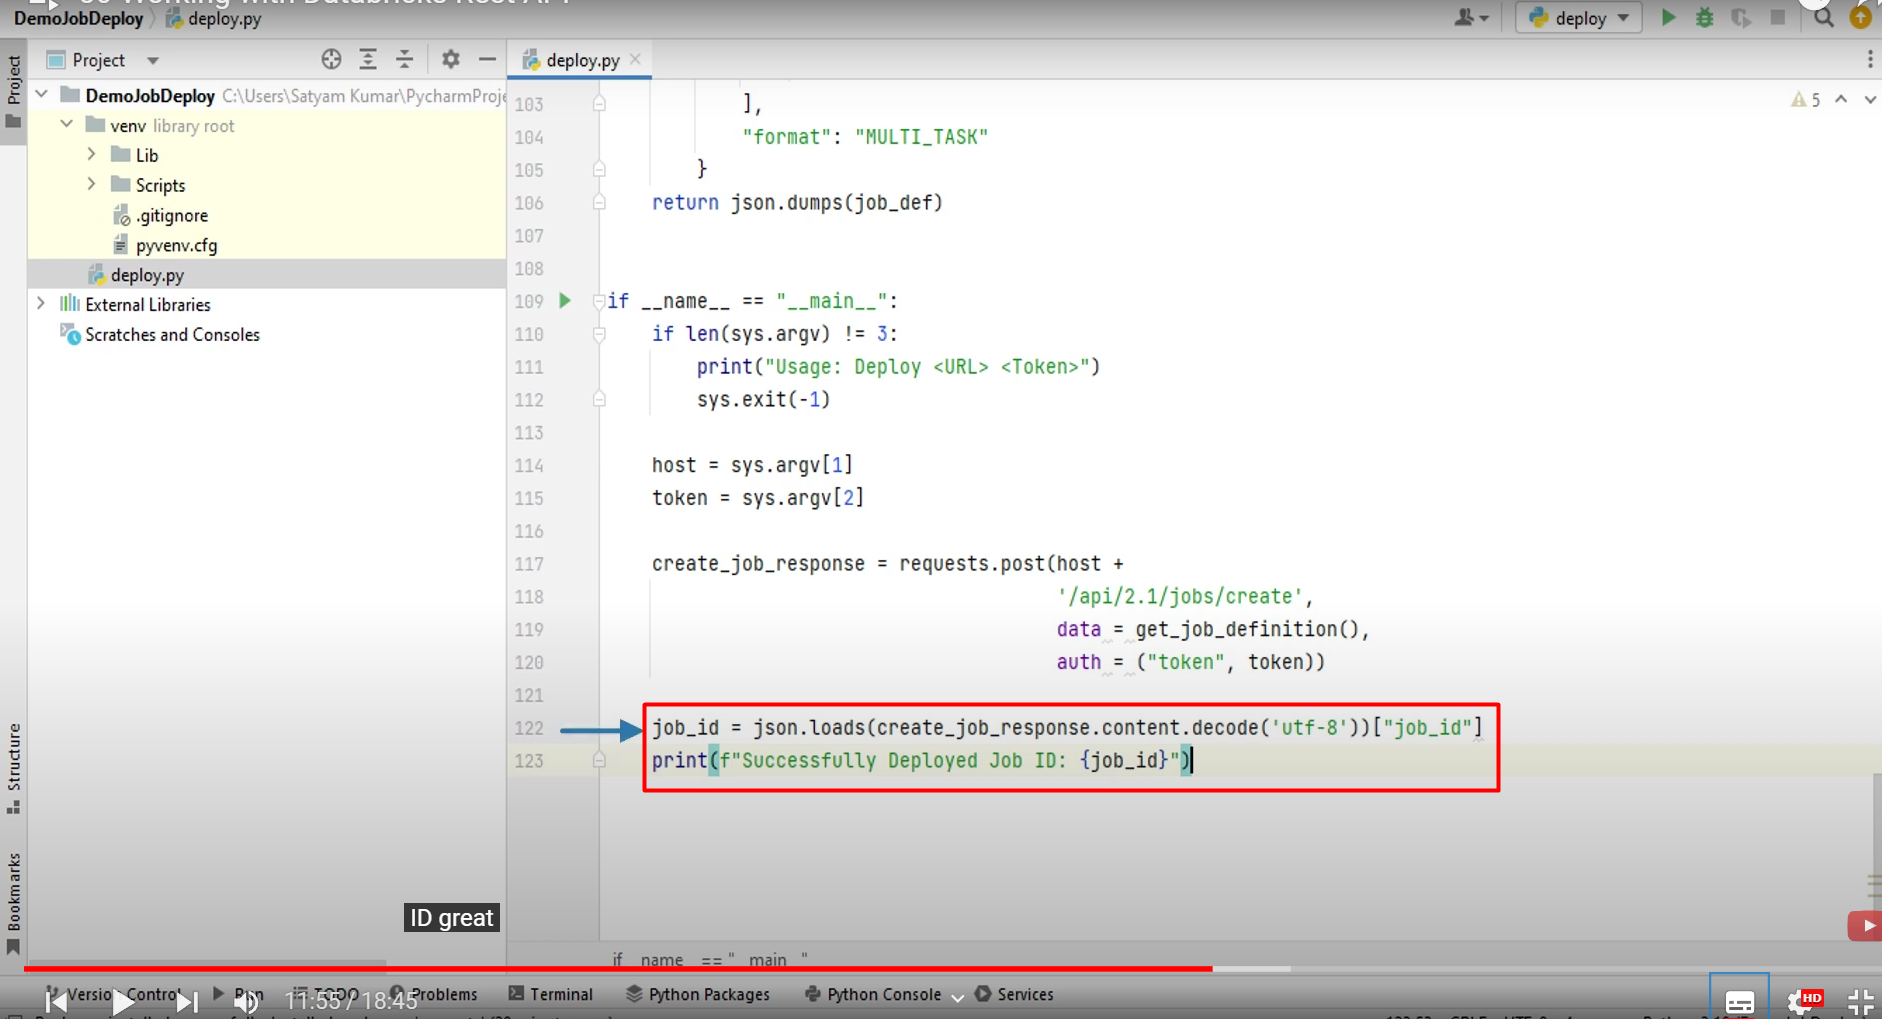 Working with Databricks Rest API
DemoJobDeploy
deploy.py
deploy
Project
deploy.py
Project
DemoJobDeploy C:\Users\Satyam Kumar\PycharmProje
venv library root
Lib
Scripts
.gitignore
pyvenv.cfg
deploy.py
External Libraries
Scratches and Consoles
5
103 ],
104 "format": "MULTI_TASK"
105 }
106 return json.dumps(job_def)
107
108
109 if __name__ == "__main__":
110 if len(sys.argv) != 3:
111 print("Usage: Deploy <URL> <Token>")
112 sys.exit(-1)
113
114 host = sys.argv[1]
115 token = sys.argv[2]
116
117 create_job_response = requests.post(host +
118 '/api/2.1/jobs/create',
119 data = get_job_definition(),
120 auth = ("token", token))
121
122 job_id = json.loads(create_job_response.content.decode('utf-8'))["job_id"]
123 print(f"Successfully Deployed Job ID: {job_id}")
Structure
Bookmarks
ID great
if __name__ == "__main__"
Version Control
Run
TODO
Problems
Terminal
Python Packages
Python Console
Services
11:55 / 18:45
HD